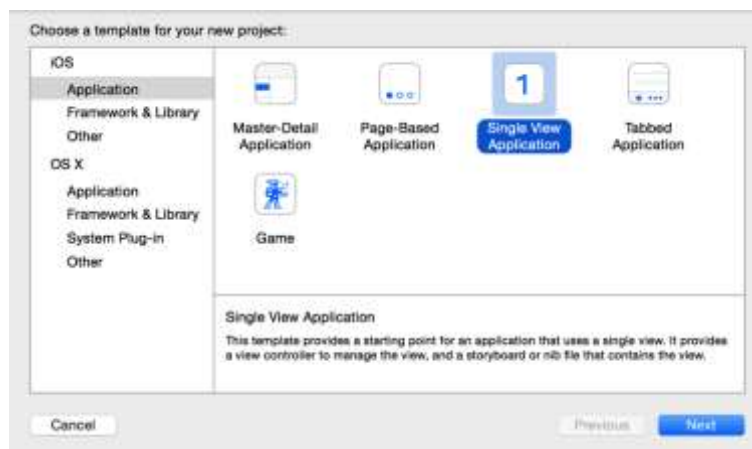 Choose a template for your new project:
iOS
Application
Framework & Library
Other
OS X
Application
Framework & Library
System Plug-in
Other
Master-Detail
Application
Page-Based
Application
1
Single View
Application
Tabbed
Application
Game
Single View Application
This template provides a starting point for an application that uses a single view. It provides
a view controller to manage the view, and a storyboard or nib file that contains the view.
Cancel
Previous
Next